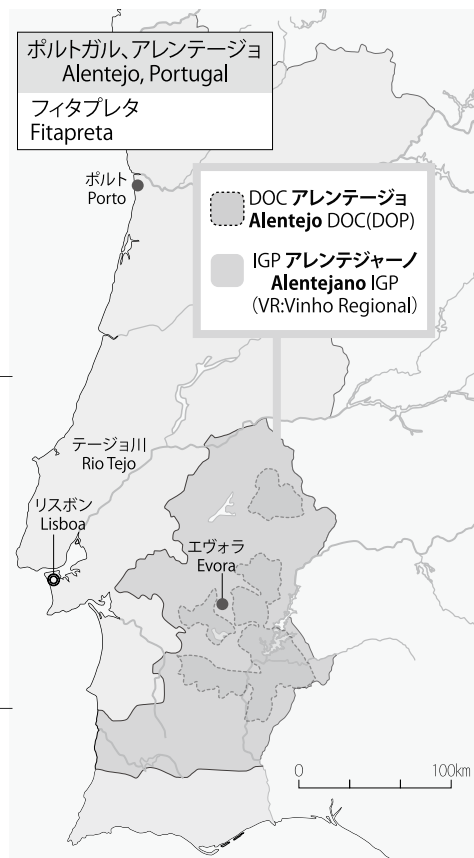 ポルトガル、アレンテージョ
Alentejo, Portugal
フィタプレタ
Fitapreta
ポルト
Porto
DOC アレンテージョ
Alentejo DOC(DOP)
IGP アレンテジャーノ
Alentejano IGP
(VR:Vinho Regional)
テージョ川
Rio Tejo
リスボン
Lisboa
エヴォラ
Evora
0 100km